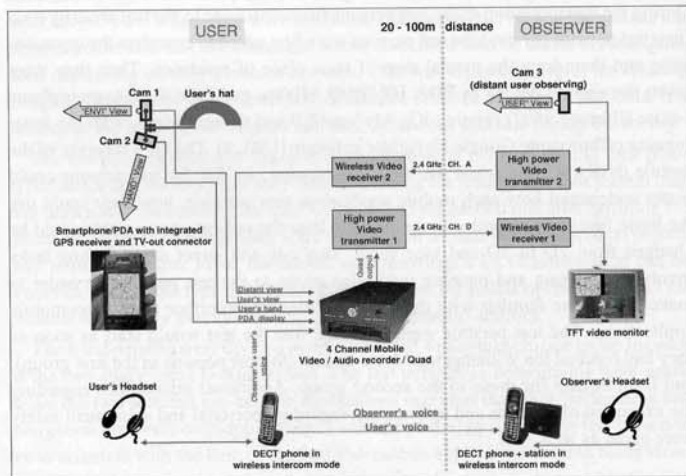 USER
20 - 100m distance
OBSERVER
Cam 1
User's hat
"ENV." View
Cam 2
"HAND" View
Cam 3
(distant user observing)
"USER" View
Wireless Video
receiver 2
2.4 GHz CH. A
High power
Video
transmitter 2
High power
Video
transmitter 1
2.4 GHz CH. D
Wireless Video
receiver 1
Smartphone/PDA with integrated
GPS receiver and TV-out connector
Quad
output
Distant view
User's view
User's hand
PDA display
4 Channel Mobile
Video / Audio recorder / Quad
TFT video monitor
Observer's user's
voice
User's Headset
Observer's Headset
Observer's voice
User's voice
DECT phone in
wireless intercom mode
DECT phone + station in
wireless intercom mode